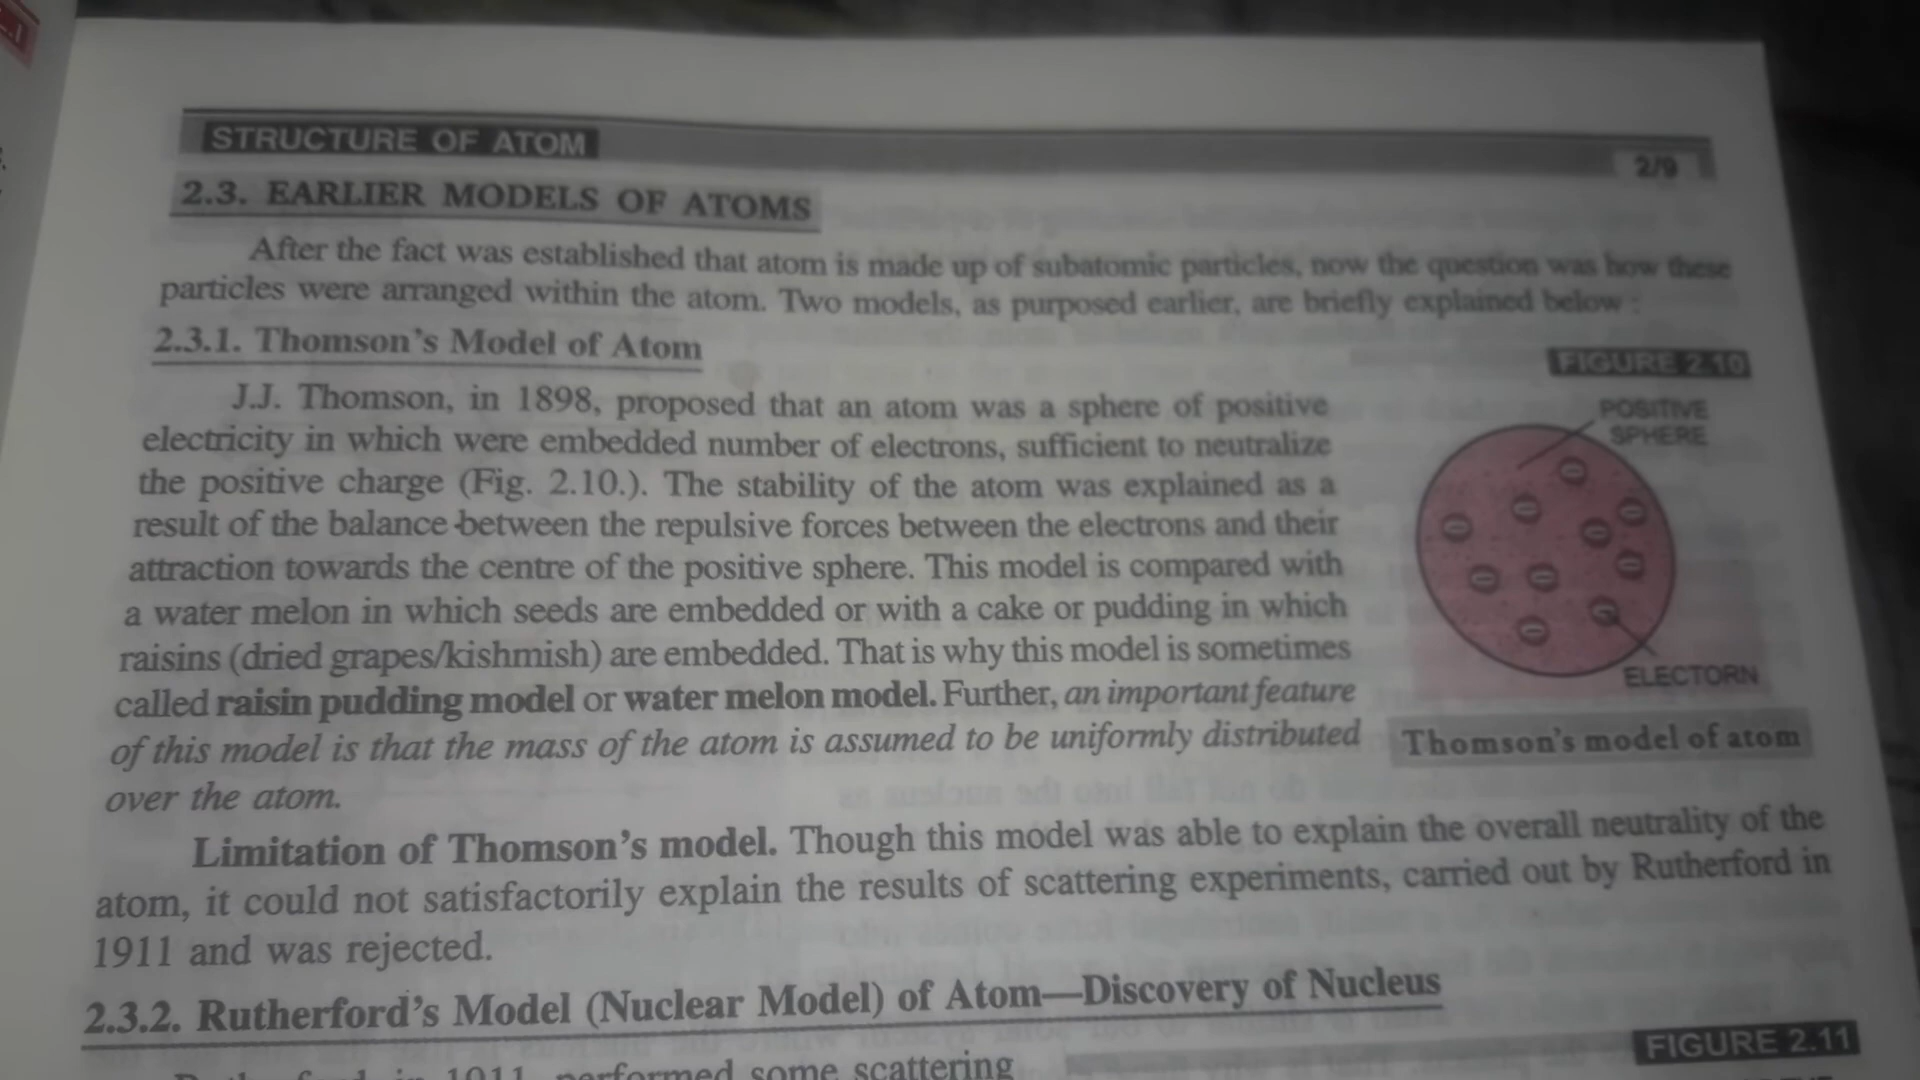 STRUCTURE OF ATOM
2/9
2.3. EARLIER MODELS OF ATOMS
After the fact was established that atom is made up of subatomic particles, now the question was how these
particles were arranged within the atom. Two models, as purposed earlier, are briefly explained below :
2.3.1. Thomson's Model of Atom
J.J. Thomson, in 1898, proposed that an atom was a sphere of positive
electricity in which were embedded number of electrons, sufficient to neutralize
the positive charge (Fig. 2.10.). The stability of the atom was explained as a
result of the balance between the repulsive forces between the electrons and their
attraction towards the centre of the positive sphere. This model is compared with
a water melon in which seeds are embedded or with a cake or pudding in which
raisins (dried grapes/kishmish) are embedded. That is why this model is sometimes
called raisin pudding model or water melon model. Further, an important feature
of this model is that the mass of the atom is assumed to be uniformly distributed
over the atom.
FIGURE 2.10
POSITIVE
SPHERE
ELECTORN
Thomson's model of atom
Limitation of Thomson's model. Though this model was able to explain the overall neutrality of the
atom, it could not satisfactorily explain the results of scattering experiments, carried out by Rutherford in
1911 and was rejected.
2.3.2. Rutherford's Model (Nuclear Model) of Atom—Discovery of Nucleus
FIGURE 2.11
in 1911, performed some scattering